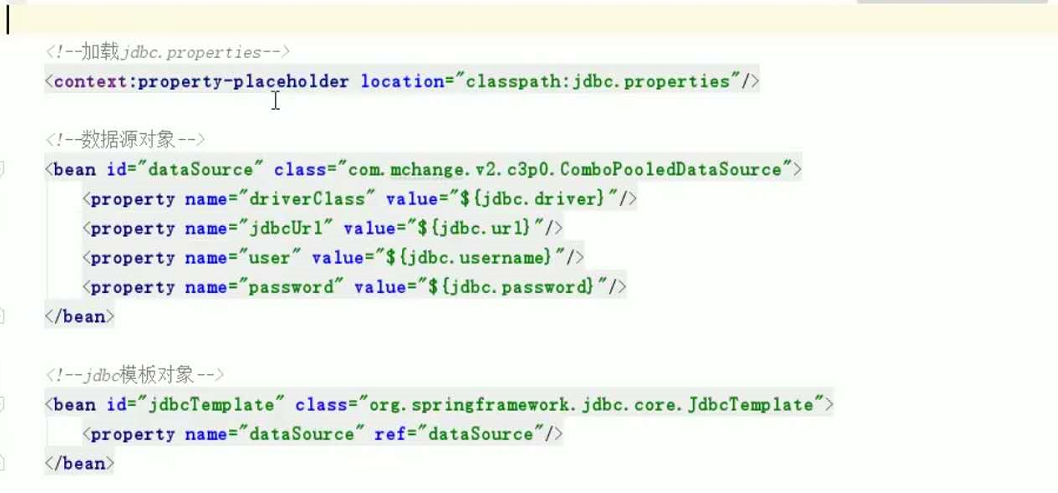 <!--加载jdbc.properties-->
<context:property-placeholder location="classpath:jdbc.properties"/>
<!--数据源对象-->
<bean id="dataSource" class="com.mchange.v2.c3p0.ComboPooledDataSource">
<property name="driverClass" value="${jdbc.driver}"/>
<property name="jdbcUrl" value="${jdbc.url}"/>
<property name="user" value="${jdbc.username}"/>
<property name="password" value="${jdbc.password}"/>
</bean>
<!--jdbc模板对象-->
<bean id="jdbcTemplate" class="org.springframework.jdbc.core.JdbcTemplate">
<property name="dataSource" ref="dataSource"/>
</bean>